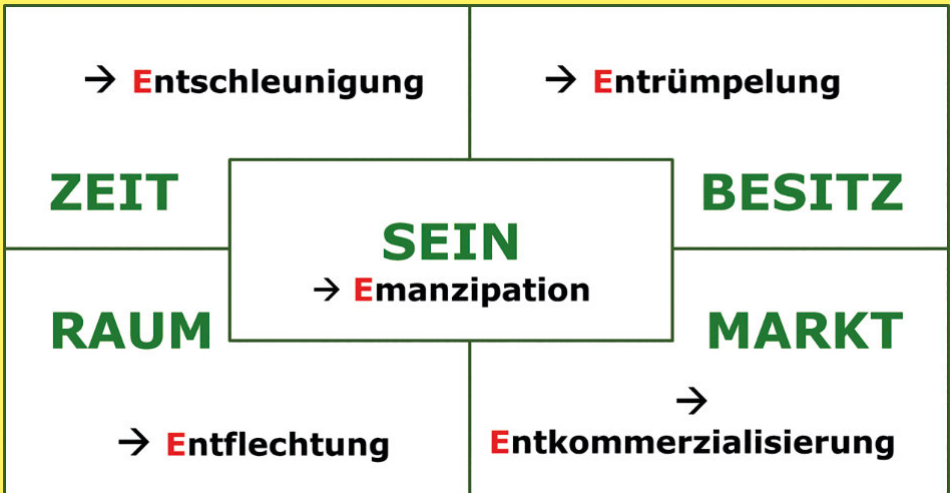 → Entschleunigung
ZEIT
→ Entrümpelung
BESITZ
SEIN
→ Emanzipation
RAUM
→ Entflechtung
MARKT
→
Entkommerzialisierung